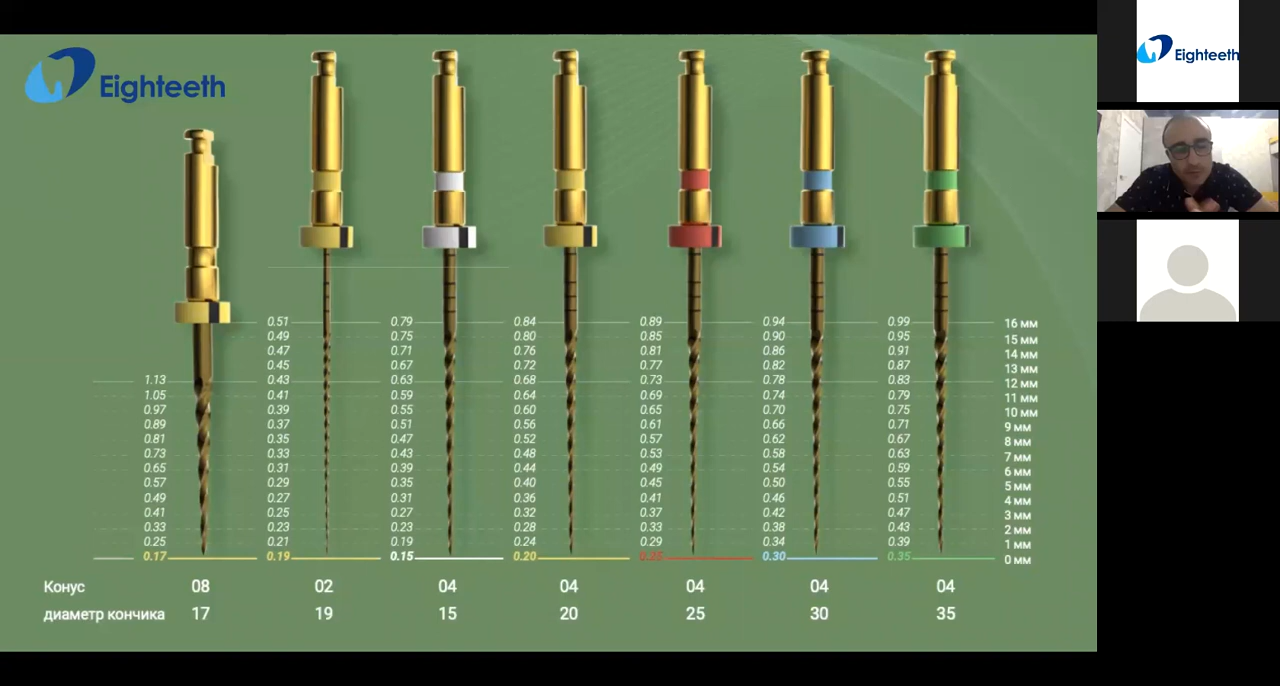 Eighteeth
Eighteeth
0.51 0.79 0.84 0.89 0.94 0.99 16 мм
0.49 0.75 0.80 0.85 0.90 0.95 15 мм
0.47 0.71 0.76 0.81 0.86 0.91 14 мм
0.45 0.67 0.72 0.77 0.82 0.87 13 мм
1.13 0.43 0.63 0.68 0.73 0.78 0.83 12 мм
1.05 0.41 0.59 0.64 0.69 0.74 0.79 11 мм
0.97 0.39 0.55 0.60 0.65 0.70 0.75 10 мм
0.89 0.37 0.51 0.56 0.61 0.66 0.71 9 мм
0.81 0.35 0.47 0.52 0.57 0.62 0.67 8 мм
0.73 0.33 0.43 0.48 0.53 0.58 0.63 7 мм
0.65 0.31 0.39 0.44 0.49 0.54 0.59 6 мм
0.57 0.29 0.35 0.40 0.45 0.50 0.55 5 мм
0.49 0.27 0.31 0.36 0.41 0.46 0.51 4 мм
0.41 0.25 0.27 0.32 0.37 0.42 0.47 3 мм
0.33 0.23 0.23 0.28 0.33 0.38 0.43 2 мм
0.25 0.21 0.19 0.24 0.29 0.34 0.39 1 мм
0.17 0.19 0.15 0.20 0.25 0.30 0.35 0 мм
Конус 08 02 04 04 04 04 04
диаметр кончика 17 19 15 20 25 30 35